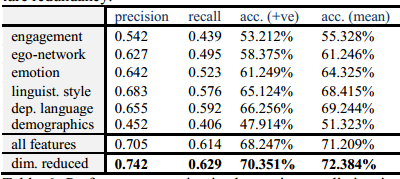 precision recall acc. (+ve) acc. (mean)
engagement 0.542 0.439 53.212% 55.328%
ego-network 0.627 0.495 58.375% 61.246%
emotion 0.642 0.523 61.249% 64.325%
linguist. style 0.683 0.576 65.124% 68.415%
dep. language 0.655 0.592 66.256% 69.244%
demographics 0.452 0.406 47.914% 51.323%
all features 0.705 0.614 68.247% 71.209%
dim. reduced 0.742 0.629 70.351% 72.384%